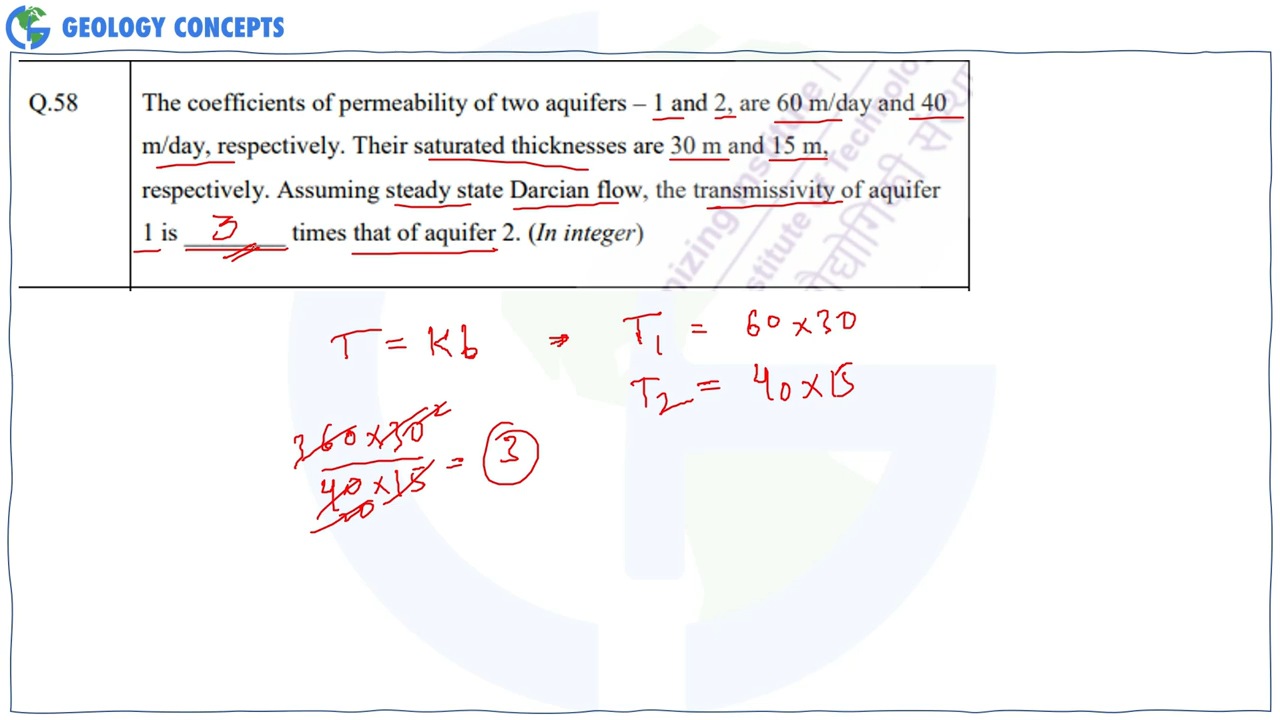 GEOLOGY CONCEPTS
Q.58
The coefficients of permeability of two aquifers – 1 and 2, are 60 m/day and 40
m/day, respectively. Their saturated thicknesses are 30 m and 15 m,
respectively. Assuming steady state Darcian flow, the transmissivity of aquifer
1 is 3 times that of aquifer 2. (In integer)
T = Kb ⇒ T1 = 60 × 30
T2 = 40 × 15
3 60 × 30 2
40 × 15 = 3
20